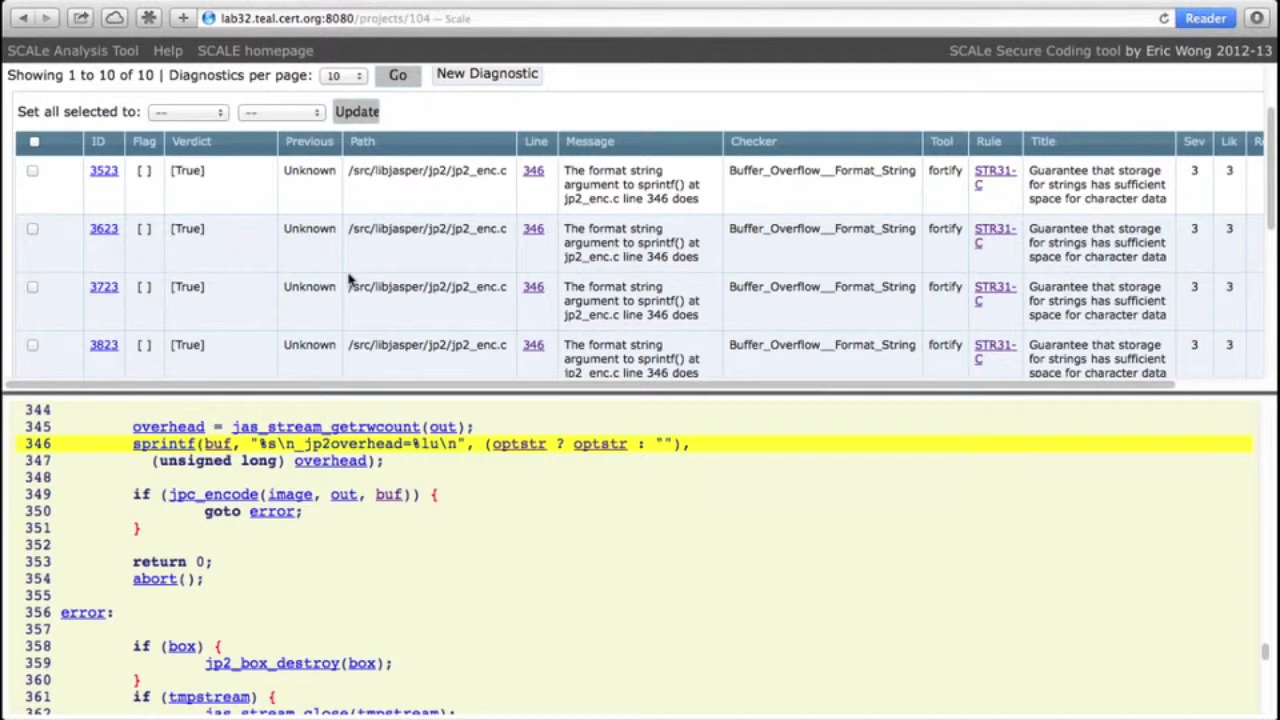 lab32.teal.cert.org:8080/projects/104 — Scale
Reader
SCALe Analysis Tool Help SCALE homepage SCALe Secure Coding tool by Eric Wong 2012-13
Showing 1 to 10 of 10 | Diagnostics per page: 10 Go New Diagnostic
Set all selected to: -- -- Update
ID Flag Verdict Previous Path Line Message Checker Tool Rule Title Sev Lik
3523 [ ] [True] Unknown /src/libjasper/jp2/jp2_enc.c 346 The format string Buffer_Overflow__Format_String fortify STR31- Guarantee that storage 3 3
argument to sprintf() at C for strings has sufficient
jp2_enc.c line 346 does space for character data
3623 [ ] [True] Unknown /src/libjasper/jp2/jp2_enc.c 346 The format string Buffer_Overflow__Format_String fortify STR31- Guarantee that storage 3 3
argument to sprintf() at C for strings has sufficient
jp2_enc.c line 346 does space for character data
3723 [ ] [True] Unknown /src/libjasper/jp2/jp2_enc.c 346 The format string Buffer_Overflow__Format_String fortify STR31- Guarantee that storage 3 3
argument to sprintf() at C for strings has sufficient
jp2_enc.c line 346 does space for character data
3823 [ ] [True] Unknown /src/libjasper/jp2/jp2_enc.c 346 The format string Buffer_Overflow__Format_String fortify STR31- Guarantee that storage 3 3
argument to sprintf() at C for strings has sufficient
jp2_enc.c line 346 does space for character data
344
345 overhead = jas_stream_getrwcount(out);
346 sprintf(buf, "%s\n_jp2overhead=%lu\n", (optstr ? optstr : ""),
347 (unsigned long) overhead);
348
349 if (jpc_encode(image, out, buf)) {
350 goto error;
351 }
352
353 return 0;
354 abort();
355
356 error:
357
358 if (box) {
359 jp2_box_destroy(box);
360 }
361 if (tmpstream) {
362 jas_stream_close(tmpstream);